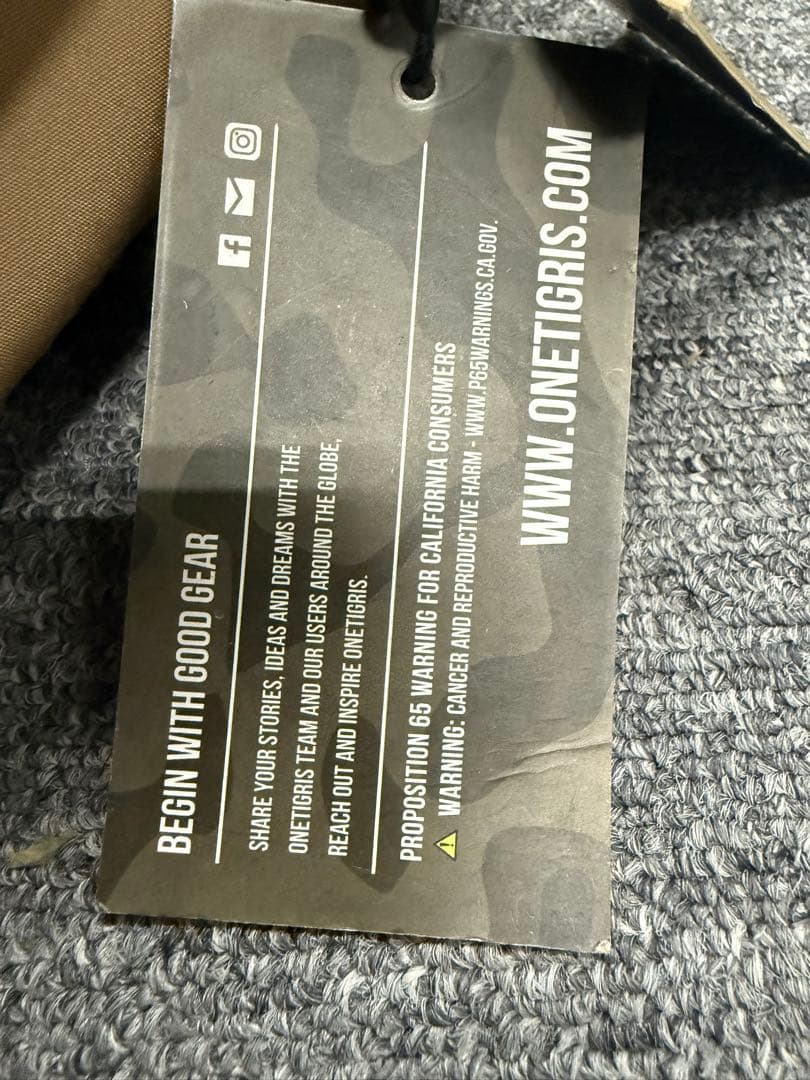 BEGIN WITH GOOD GEAR
SHARE YOUR STORIES, IDEAS AND DREAMS WITH THE
ONETIGRIS TEAM AND OUR USERS AROUND THE GLOBE,
REACH OUT AND INSPIRE ONETIGRIS.
PROPOSITION 65 WARNING FOR CALIFORNIA CONSUMERS
WARNING: CANCER AND REPRODUCTIVE HARM - WWW.P65WARNINGS.CA.GOV.
WWW.ONETIGRIS.COM